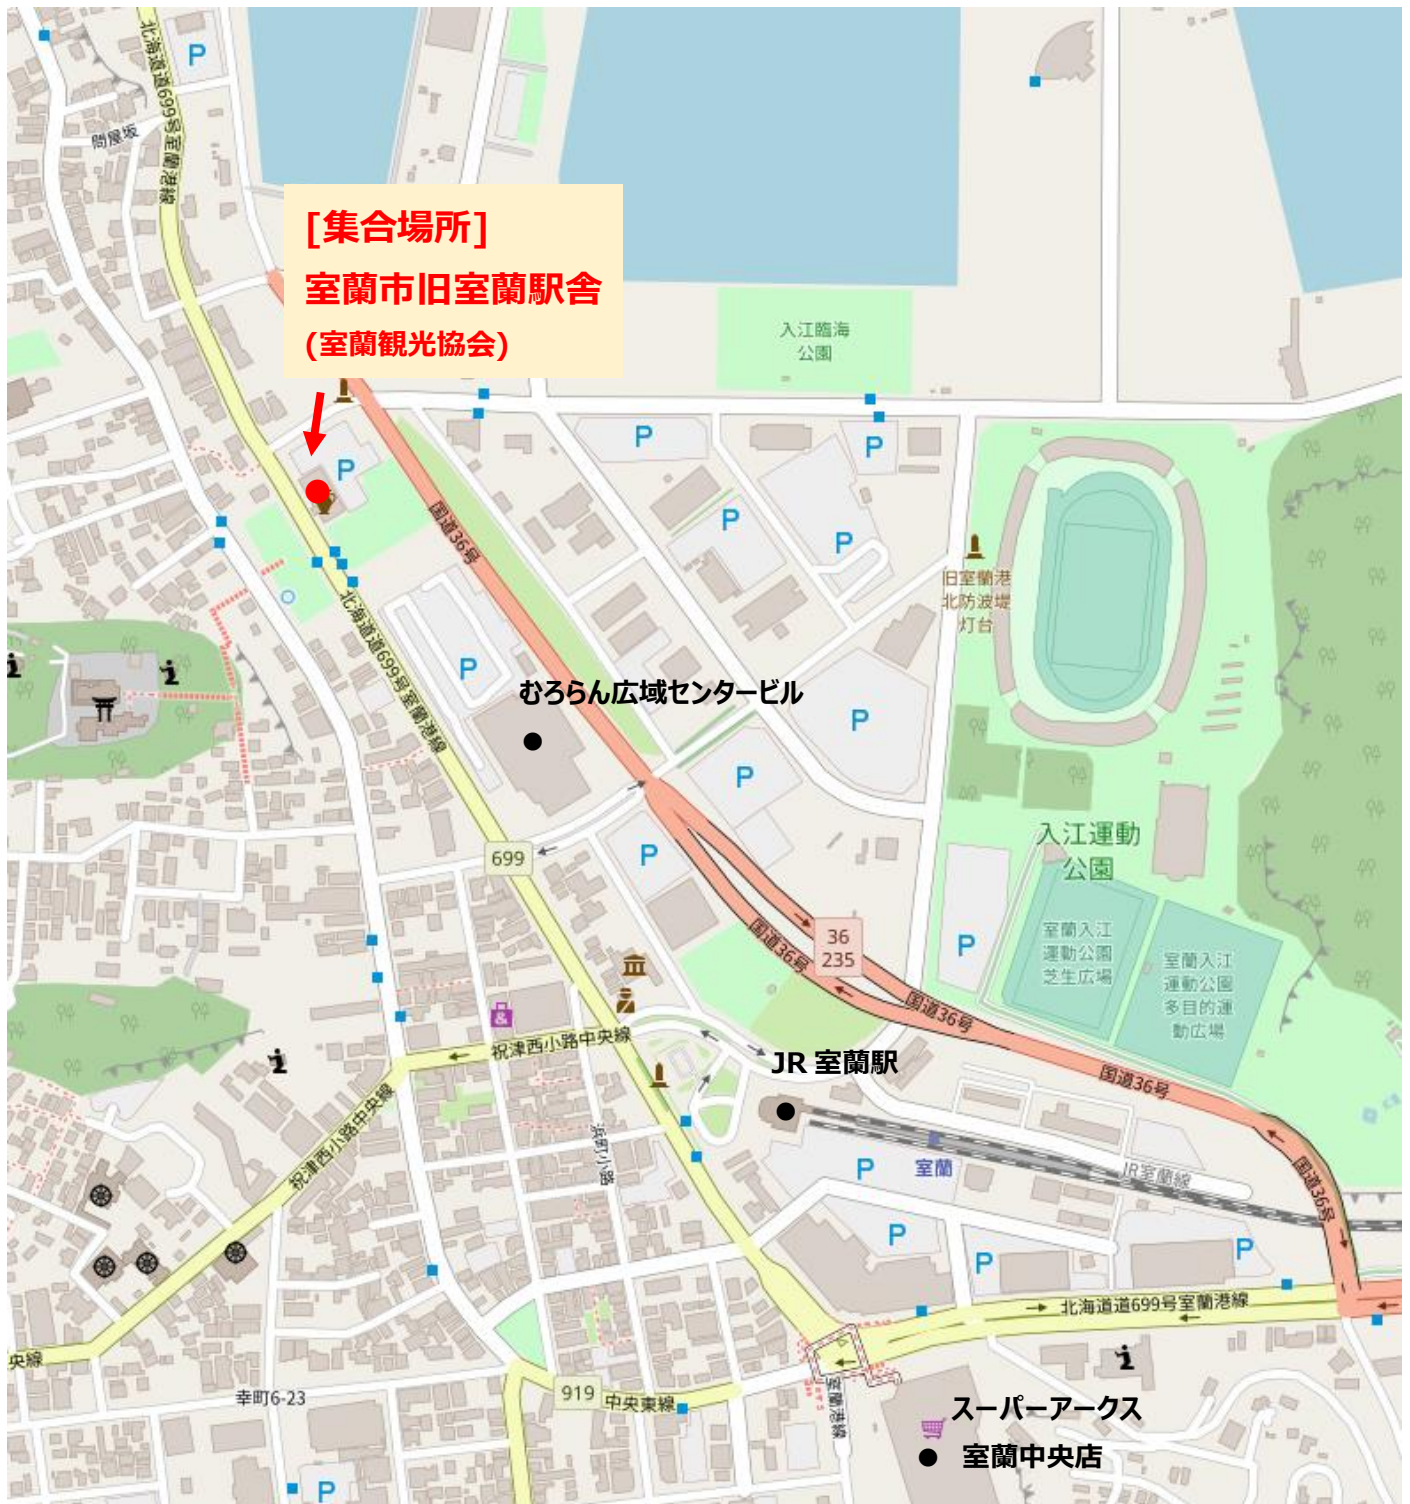 北海道道699号室蘭港線
P
問屋坂
[集合場所]
室蘭市旧室蘭駅舎
(室蘭観光協会)
入江臨海
公園
P
P
P
国道36号
P
P
旧室蘭港
北防波堤
灯台
北海道道699号室蘭港線
P
むろらん広域センタービル
P
P
入江運動
公園
699
P
国道36号
36
235
P
室蘭入江
運動公園
芝生広場
室蘭入江
運動公園
多目的運
動広場
国道36号
祝津西小路中央線
JR 室蘭駅
国道36号
祝津西小路中央線
浜町小路
P
室蘭
JR室蘭線
国道36号
P
P
P
北海道道699号室蘭港線
央線
幸町6-23
919
中央東線
室蘭港線
スーパーアークス
室蘭中央店
P